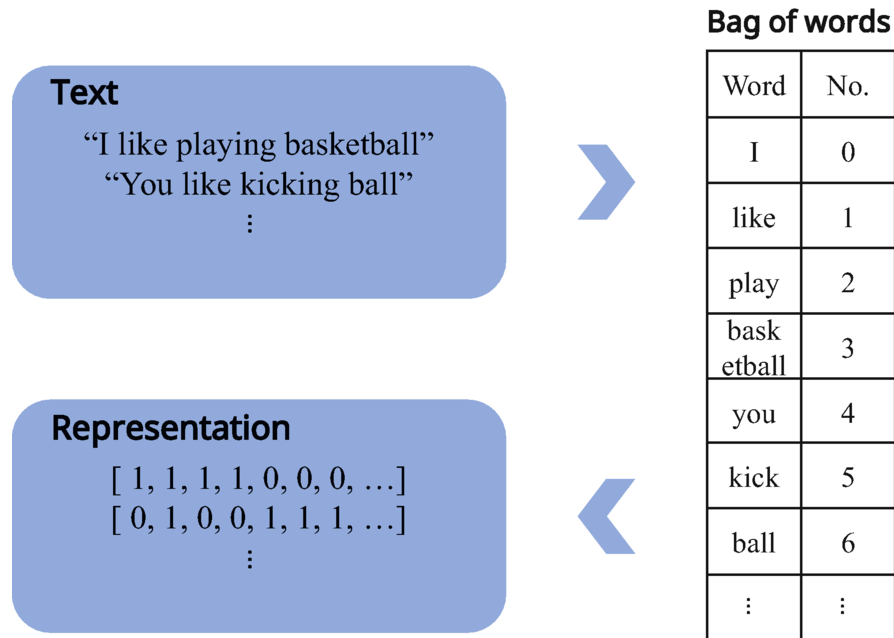 Text
“I like playing basketball”
“You like kicking ball”
⋮
Bag of words
Word No.
I 0
like 1
play 2
bask
etball 3
you 4
kick 5
ball 6
⋮ ⋮
Representation
[ 1, 1, 1, 1, 0, 0, 0, …]
[ 0, 1, 0, 0, 1, 1, 1, …]
⋮